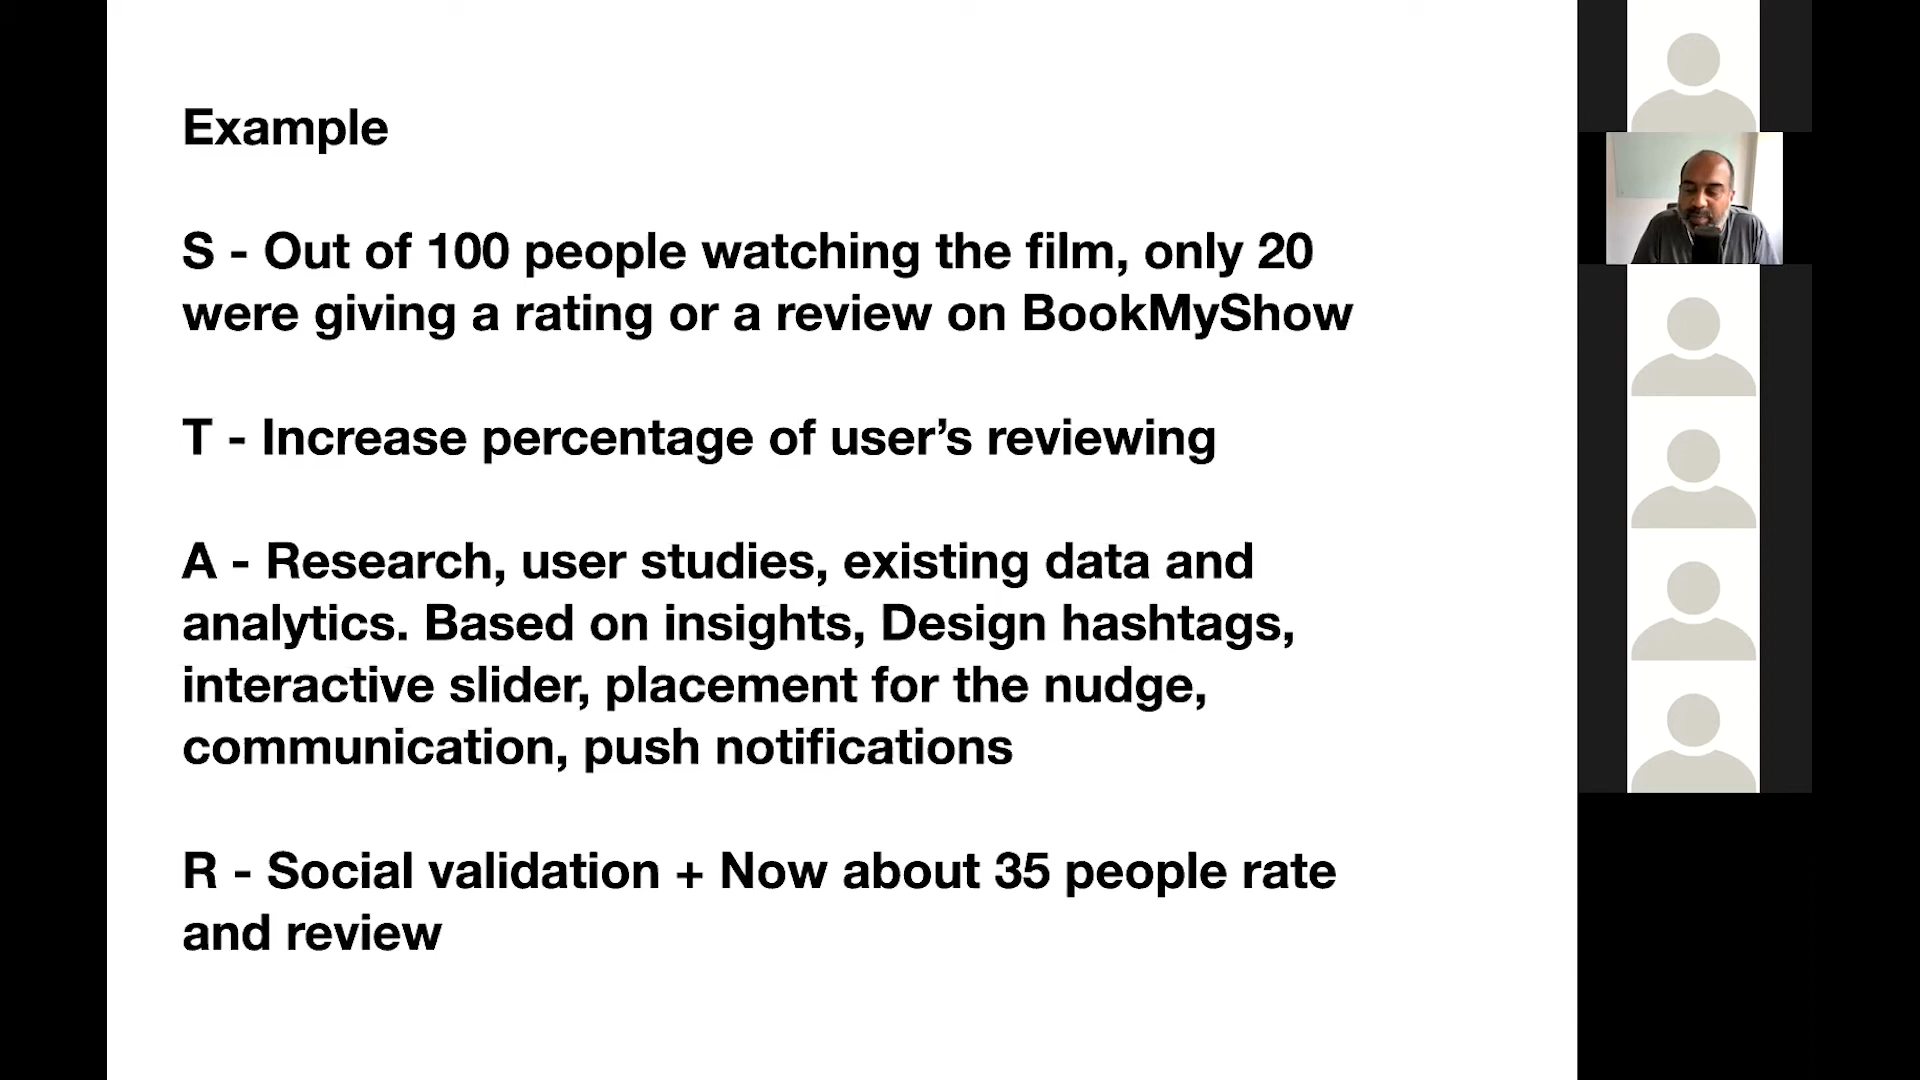 Example
S - Out of 100 people watching the film, only 20
were giving a rating or a review on BookMyShow
T - Increase percentage of user’s reviewing
A - Research, user studies, existing data and
analytics. Based on insights, Design hashtags,
interactive slider, placement for the nudge,
communication, push notifications
R - Social validation + Now about 35 people rate
and review